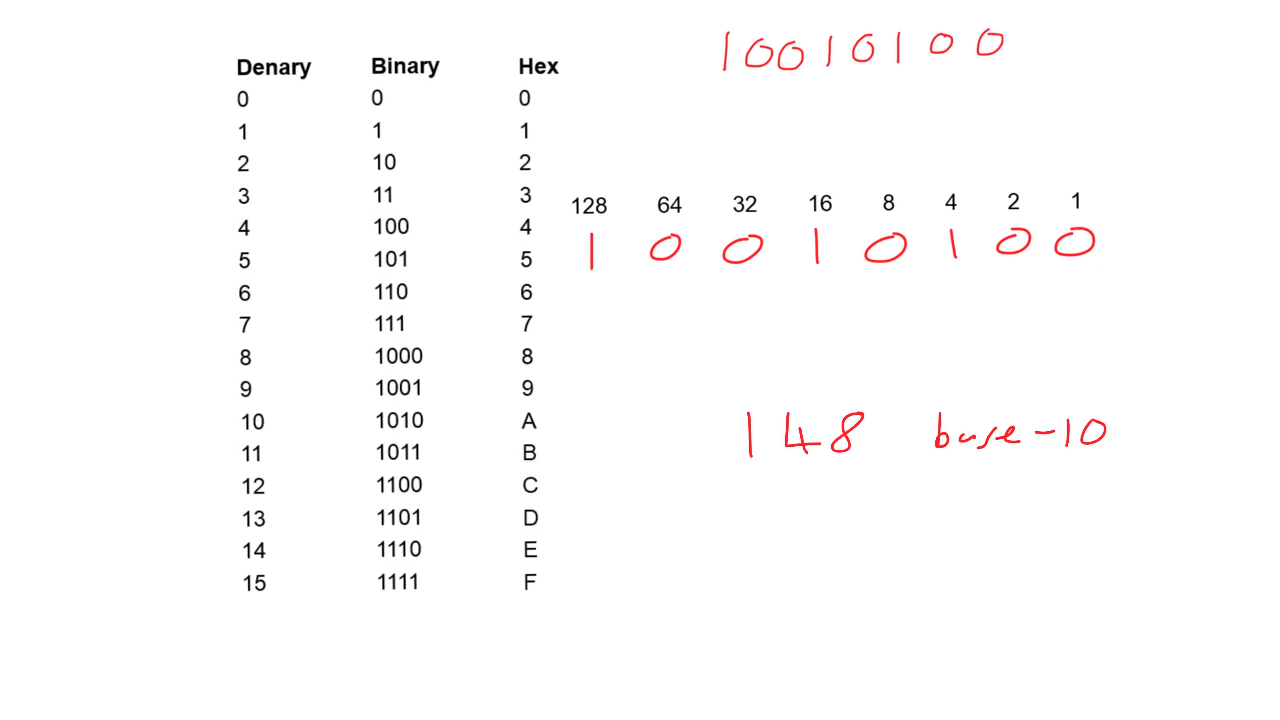 10010100
Denary Binary Hex
0 0 0
1 1 1
2 10 2
3 11 3
128 64 32 16 8 4 2 1
4 100 4
1 0 0 1 0 1 0 0
5 101 5
6 110 6
7 111 7
8 1000 8
9 1001 9
10 1010 A
11 1011 B
12 1100 C
13 1101 D
14 1110 E
15 1111 F
148 base-10